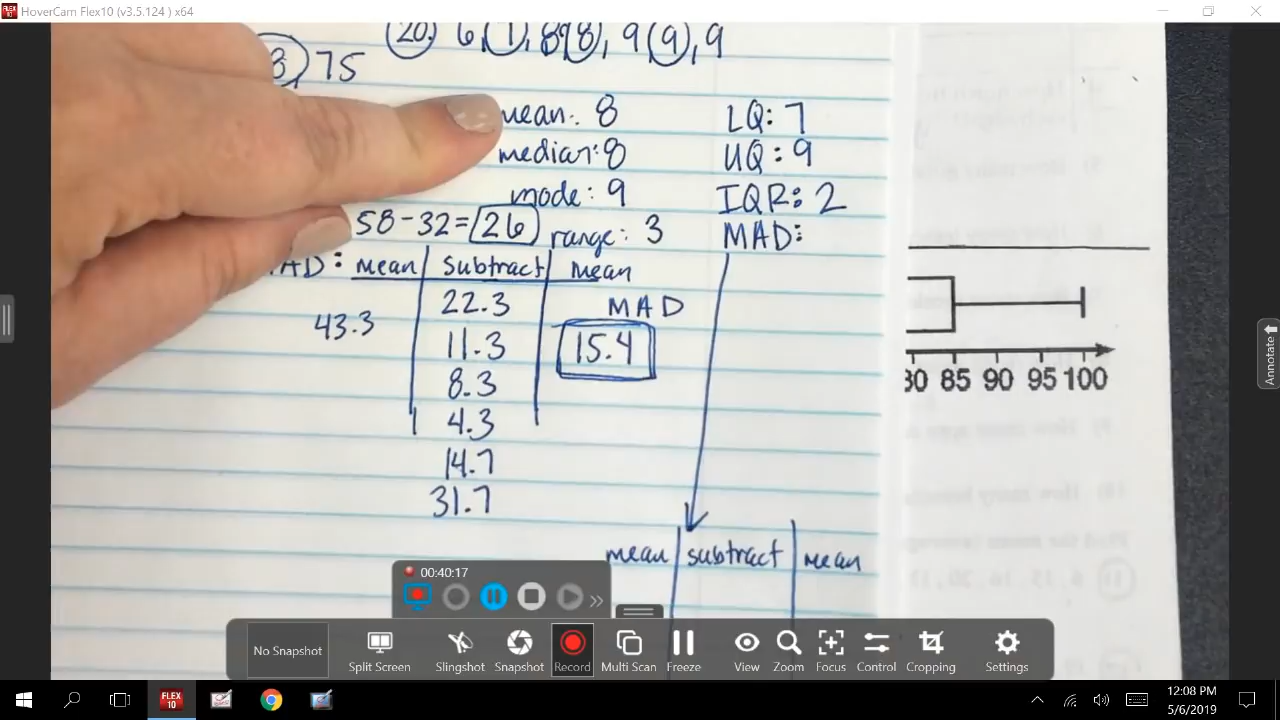 HoverCam Flex10 (v3.5.124 ) x64
20. 6, 7, 8, 8, 8, 9, 9, 9
8, 75
mean: 8 LQ: 7
median: 8 UQ: 9
mode: 9 IQR: 2
58-32=26 range: 3 MAD:
MAD: mean subtract mean
22.3 MAD
43.3 11.3 15.4
8.3
4.3
14.7
31.7
80 85 90 95 100
Annotate
mean subtract mean
00:40:17
No Snapshot Split Screen Slingshot Snapshot Record Multi Scan Freeze View Zoom Focus Control Cropping Settings
FLEX 10
12:08 PM
5/6/2019